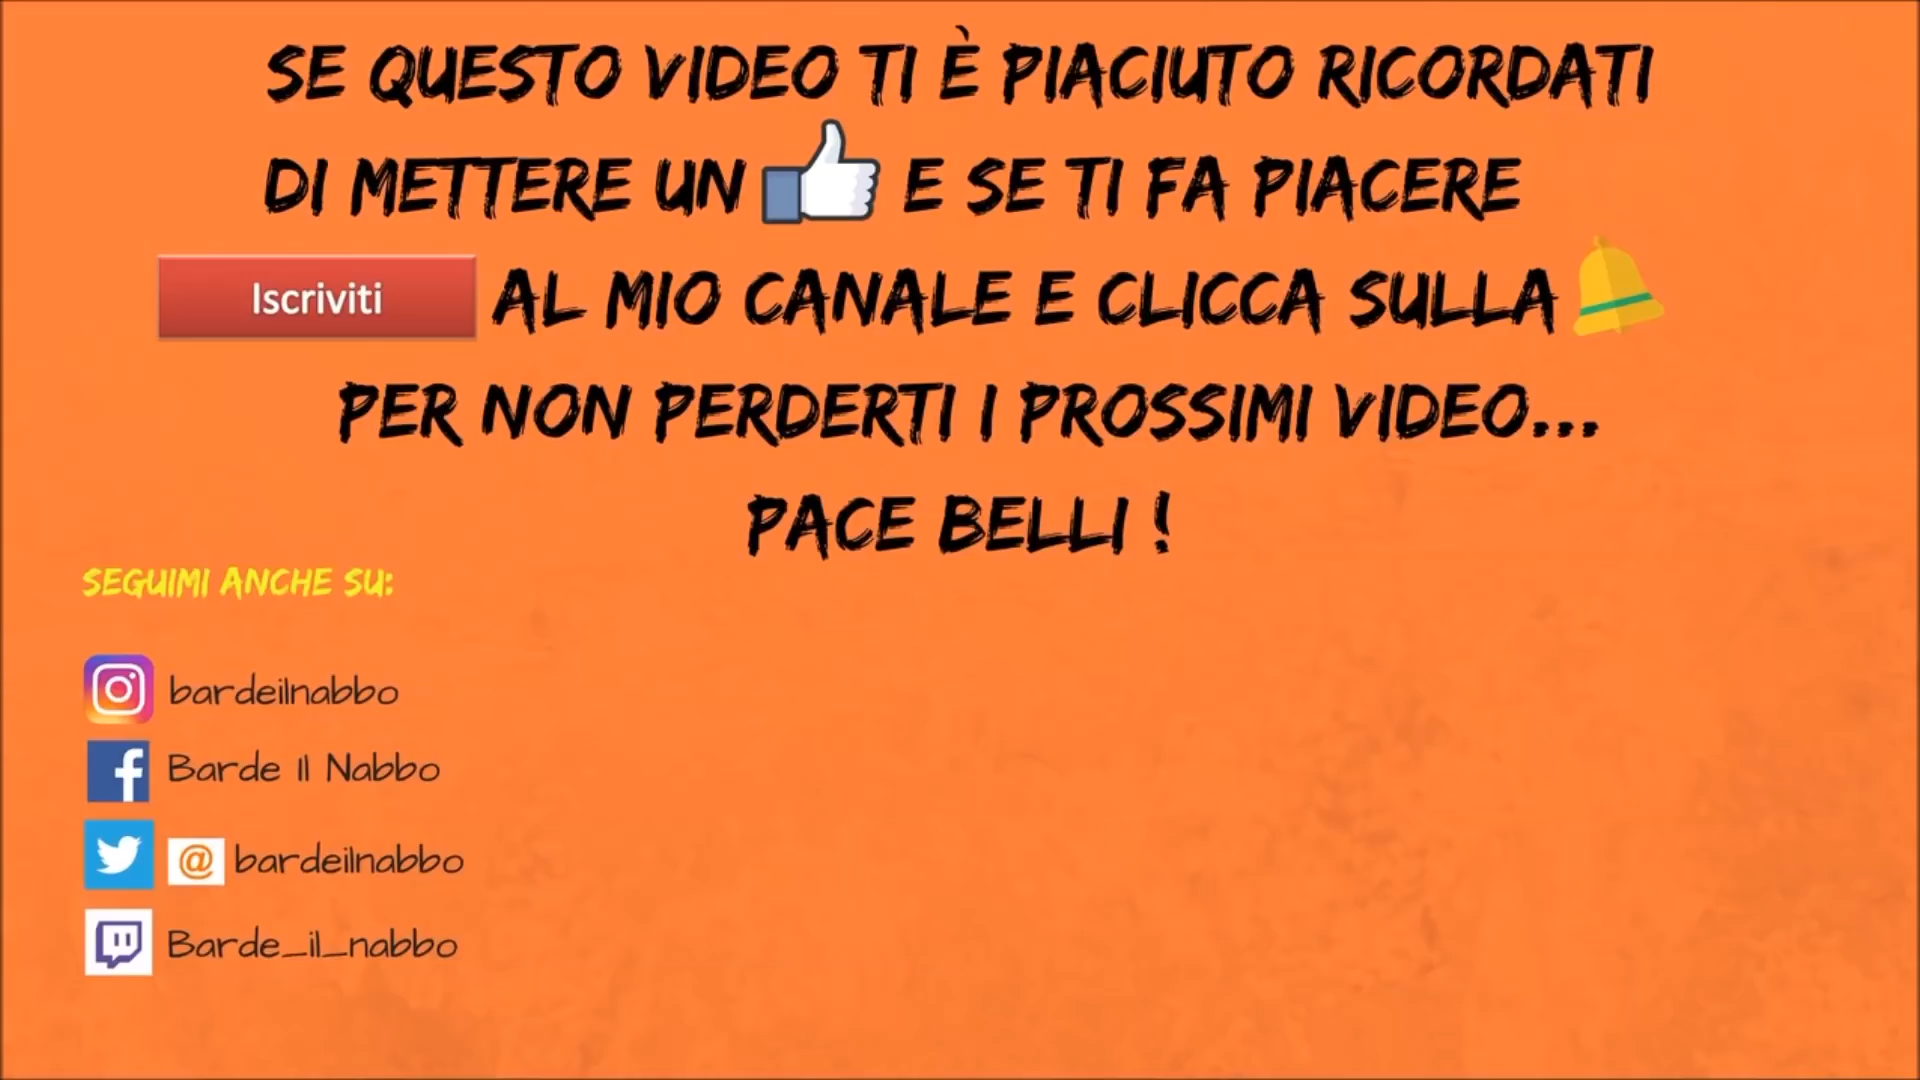 SE QUESTO VIDEO TI È PIACIUTO RICORDATI
DI METTERE UN E SE TI FA PIACERE
Iscriviti AL MIO CANALE E CLICCA SULLA
PER NON PERDERTI I PROSSIMI VIDEO...
PACE BELLI !
SEGUIMI ANCHE SU:
bardeilnabbo
Barde Il Nabbo
@ bardeilnabbo
Barde_il_nabbo